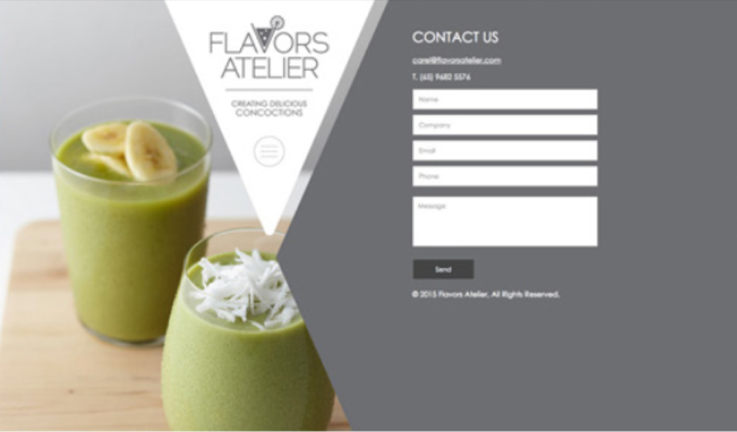 FLAVORS
ATELIER
CREATING DELICIOUS
CONCOCTIONS
CONTACT US
carel@flavorsatelier.com
T. (65) 9682 5576
Name
Company
Email
Phone
Message
Send
© 2015 Flavors Atelier, All Rights Reserved.